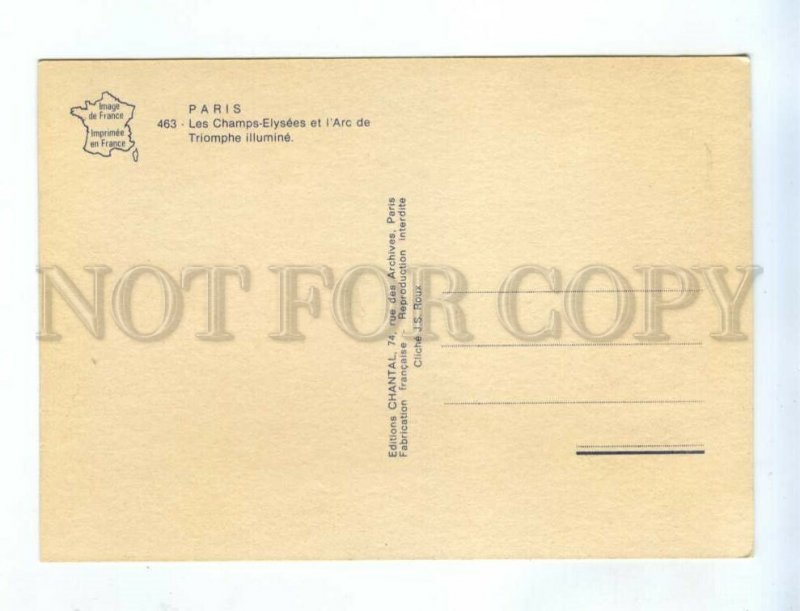 Image
de France
Imprimée
en France
PARIS
463 - Les Champs-Elysées et l'Arc de
Triomphe illuminé.
Editions CHANTAL, 74, rue des Archives, Paris
Fabrication française - Reproduction interdite
Cliché J.S. Roux
NOT FOR COPY